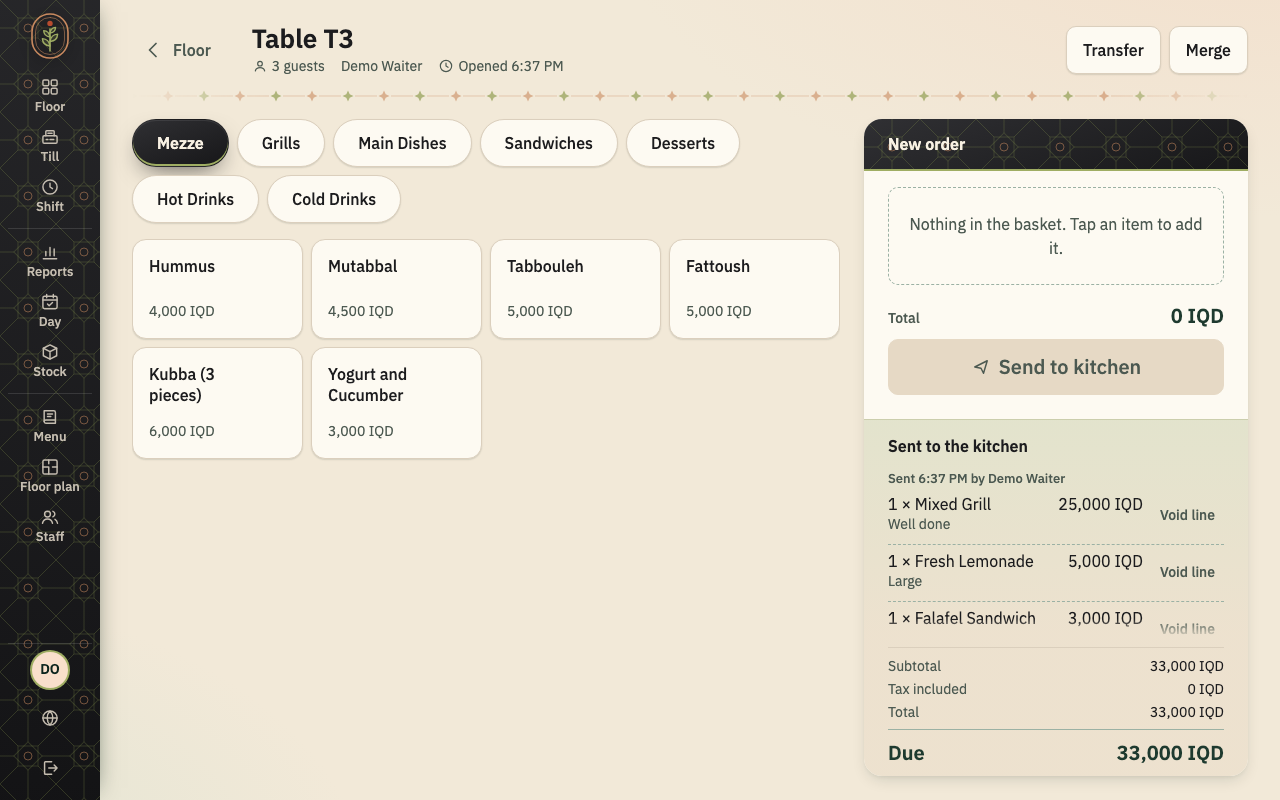 Floor
Till
Shift
Reports
Day
Stock
Menu
Floor plan
Staff
DO
Floor
Table T3
3 guests Demo Waiter Opened 6:37 PM
Transfer
Merge
Mezze
Grills
Main Dishes
Sandwiches
Desserts
Hot Drinks
Cold Drinks
Hummus
4,000 IQD
Mutabbal
4,500 IQD
Tabbouleh
5,000 IQD
Fattoush
5,000 IQD
Kubba (3
pieces)
6,000 IQD
Yogurt and
Cucumber
3,000 IQD
New order
Nothing in the basket. Tap an item to add
it.
Total 0 IQD
Send to kitchen
Sent to the kitchen
Sent 6:37 PM by Demo Waiter
1 × Mixed Grill 25,000 IQD Void line
Well done
1 × Fresh Lemonade 5,000 IQD Void line
Large
1 × Falafel Sandwich 3,000 IQD Void line
Subtotal 33,000 IQD
Tax included 0 IQD
Total 33,000 IQD
Due 33,000 IQD